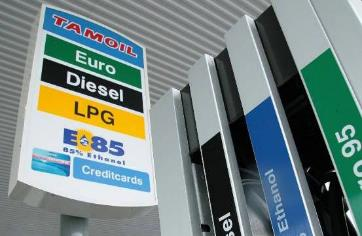 TAMOIL
Euro
Diesel
LPG
E85
85% Ethanol
Creditcards
sel
Ethanol
o 95